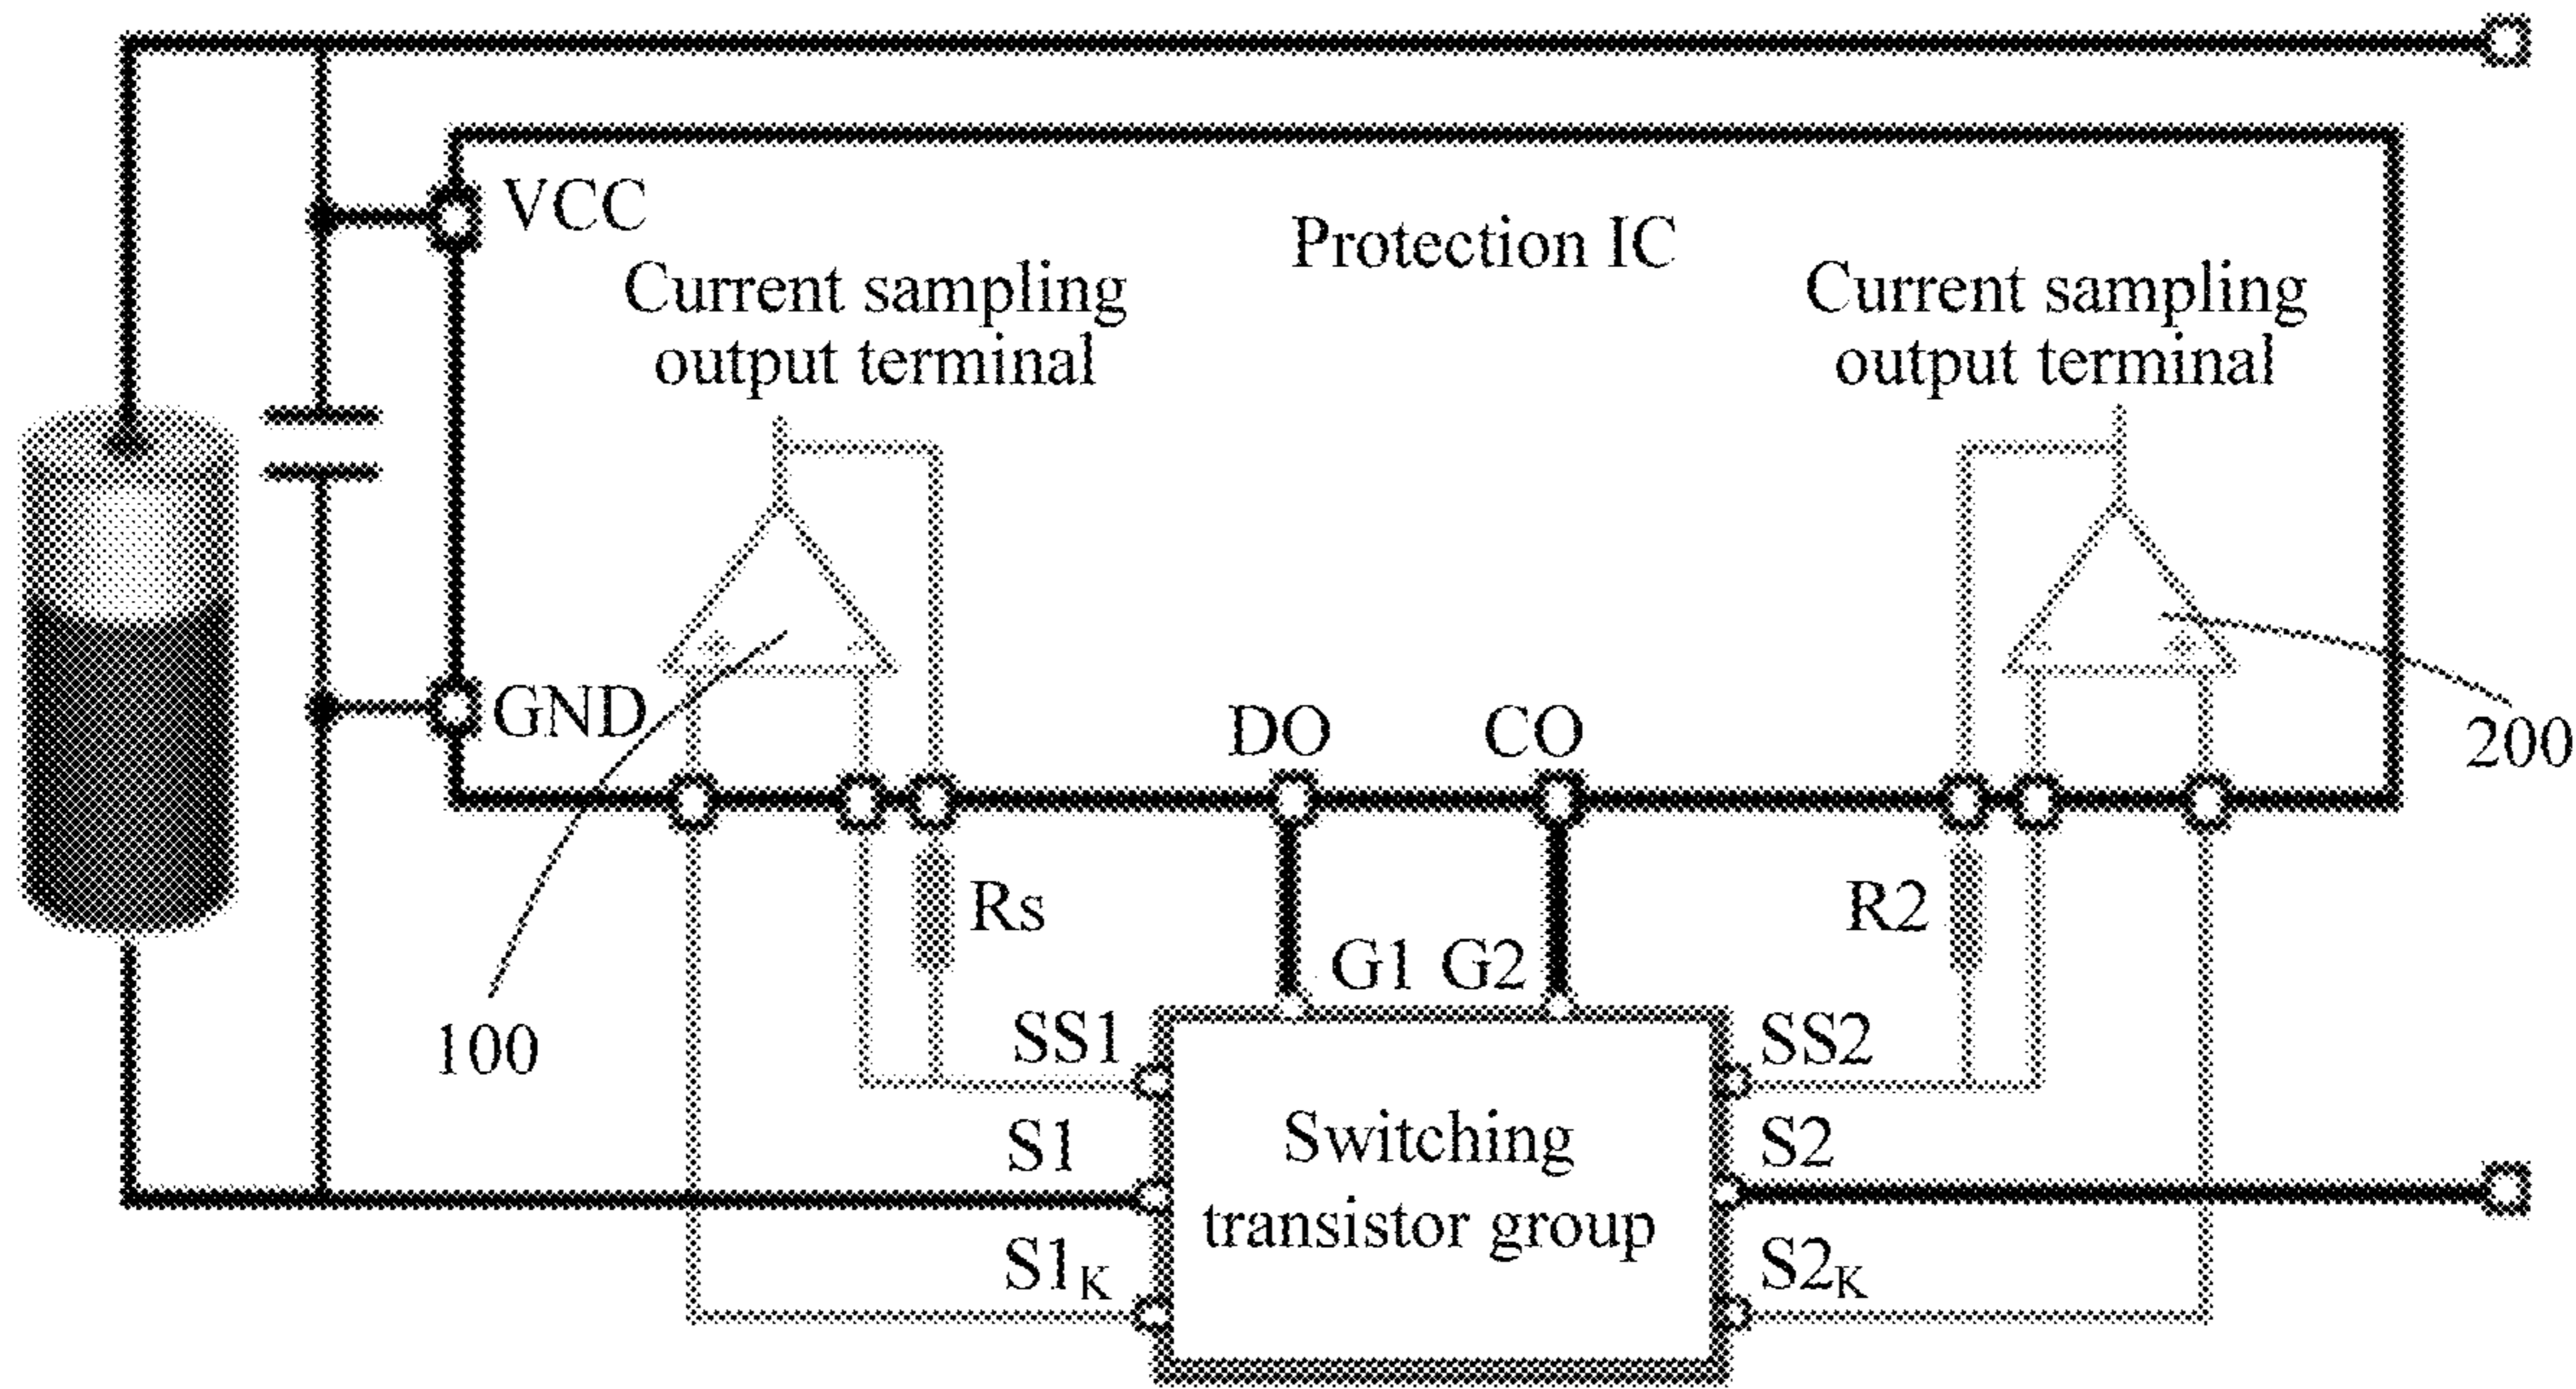 VCC
Protection IC
Current sampling
output terminal
Current sampling
output terminal
GND
DO
CO
200
Rs
R2
G1 G2
100
SS1
SS2
S1
Switching
transistor group
S2
S1K
S2K